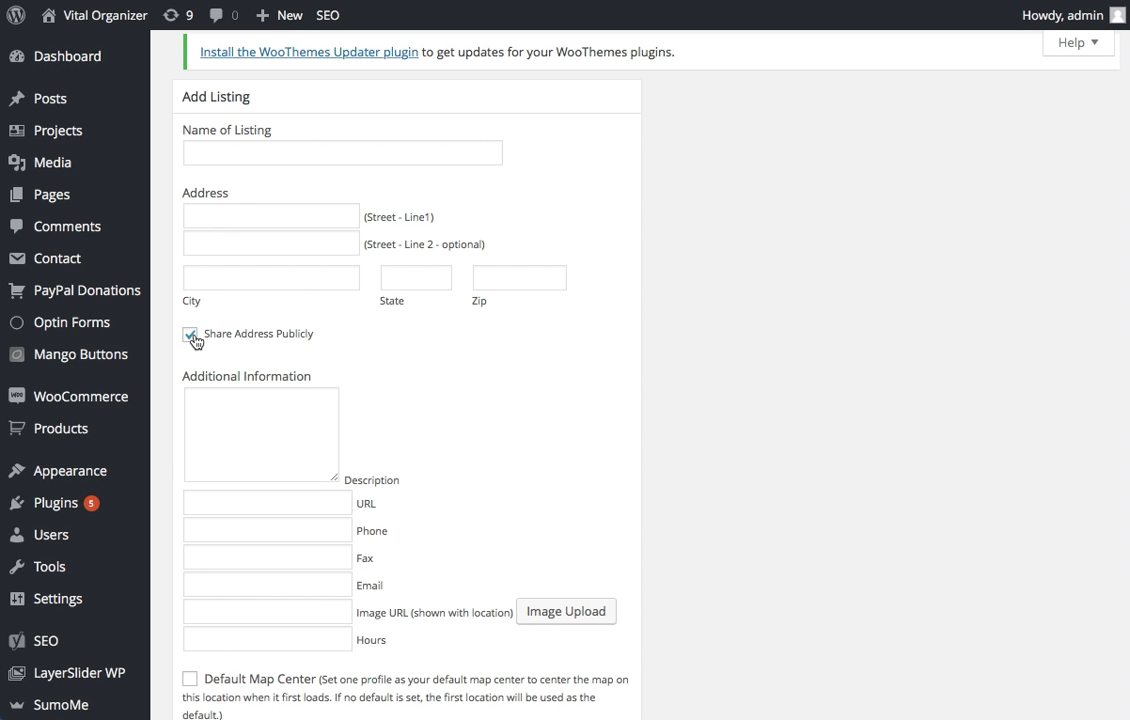 Vital Organizer 9 0 New SEO Howdy, admin
Help
Install the WooThemes Updater plugin to get updates for your WooThemes plugins.
Dashboard
Posts
Projects
Media
Pages
Comments
Contact
PayPal Donations
Optin Forms
Mango Buttons
Woo WooCommerce
Products
Appearance
Plugins 5
Users
Tools
Settings
SEO
LayerSlider WP
SumoMe
Add Listing
Name of Listing
Address
(Street - Line1)
(Street - Line 2 - optional)
City State Zip
Share Address Publicly
Additional Information
Description
URL
Phone
Fax
Email
Image URL (shown with location) Image Upload
Hours
Default Map Center (Set one profile as your default map center to center the map on
this location when it first loads. If no default is set, the first location will be used as the
default.)